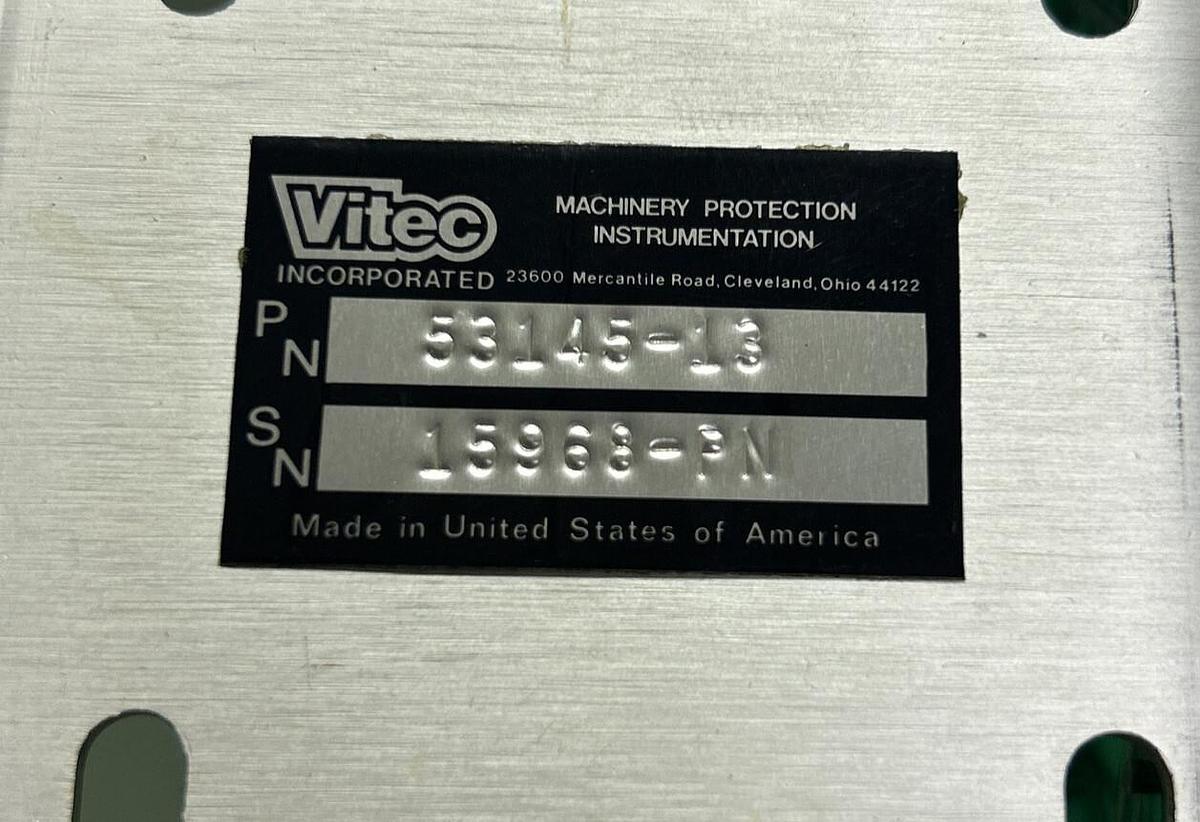 Vitec
INCORPORATED
MACHINERY PROTECTION
INSTRUMENTATION
23600 Mercantile Road, Cleveland, Ohio 44122
PN 53145-13
SN 15968-PN
Made in United States of America